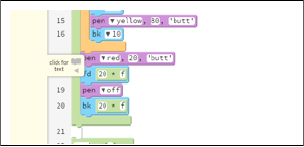 15 pen ▾ yellow, 80, 'butt'
16 bk ▾ 10
pen ▾ red, 20, 'butt'
click for
text
fd 20 * f
19 pen ▾ off
20 bk 20 * f
21